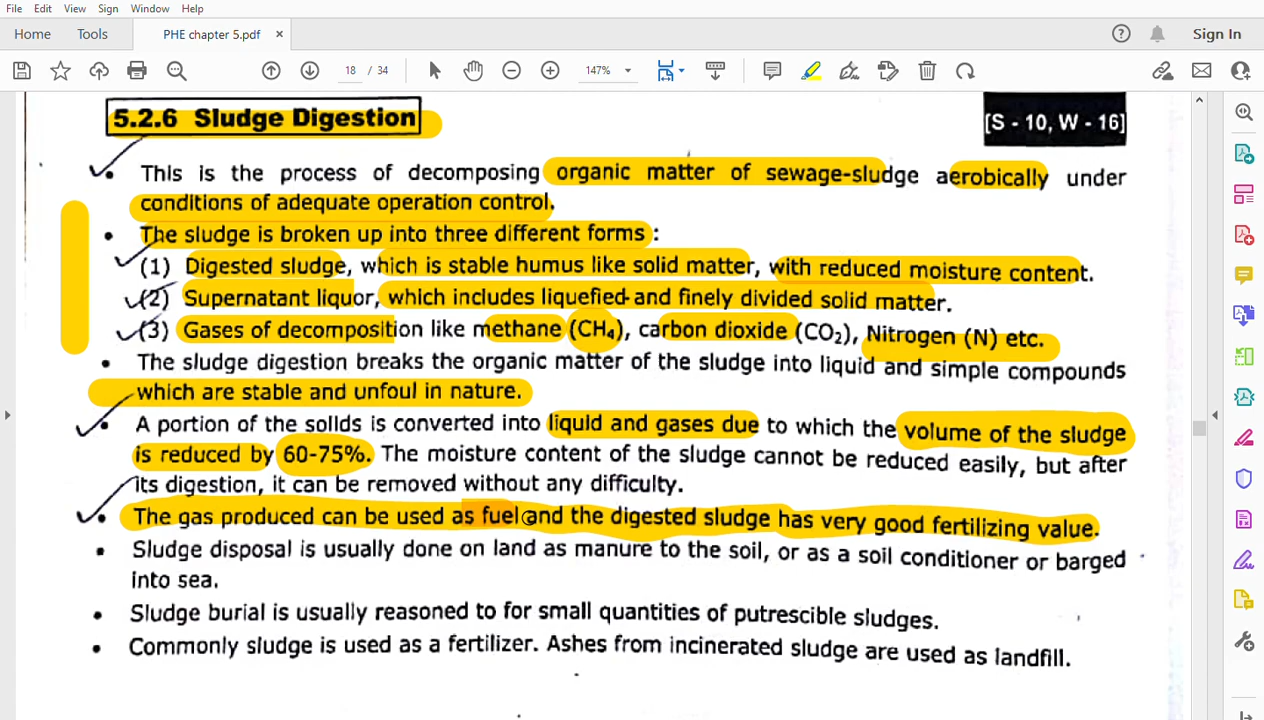 File Edit View Sign Window Help
Home Tools PHE chapter 5.pdf × Sign In
18 / 34 147%
5.2.6 Sludge Digestion
[S - 10, W - 16]
• This is the process of decomposing organic matter of sewage-sludge aerobically under
conditions of adequate operation control.
• The sludge is broken up into three different forms :
(1) Digested sludge, which is stable humus like solid matter, with reduced moisture content.
(2) Supernatant liquor, which includes liquefied and finely divided solid matter.
(3) Gases of decomposition like methane (CH₄), carbon dioxide (CO₂), Nitrogen (N) etc.
• The sludge digestion breaks the organic matter of the sludge into liquid and simple compounds
which are stable and unfoul in nature.
• A portion of the solids is converted into liquid and gases due to which the volume of the sludge
is reduced by 60-75%. The moisture content of the sludge cannot be reduced easily, but after
its digestion, it can be removed without any difficulty.
• The gas produced can be used as fuel and the digested sludge has very good fertilizing value.
• Sludge disposal is usually done on land as manure to the soil, or as a soil conditioner or barged
into sea.
• Sludge burial is usually reasoned to for small quantities of putrescible sludges.
• Commonly sludge is used as a fertilizer. Ashes from incinerated sludge are used as landfill.